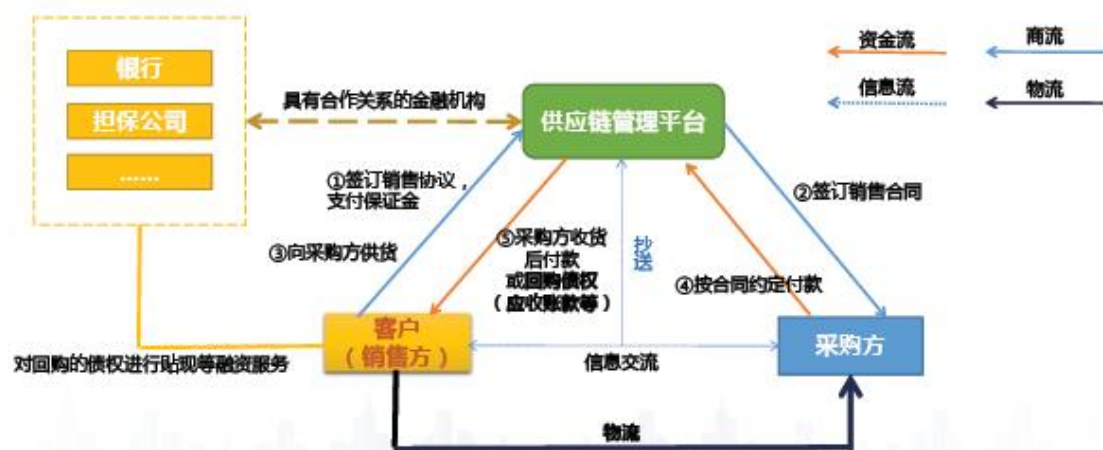 银行
担保公司
……
具有合作关系的金融机构
供应链管理平台
资金流
商流
信息流
物流
①签订销售协议，
支付保证金
②签订销售合同
③向采购方供货
⑤采购方收货
后付款
或回购债权
（应收账款等）
抄送
④按合同约定付款
客户
（销售方）
采购方
信息交流
对回购的债权进行贴现等融资服务
物流